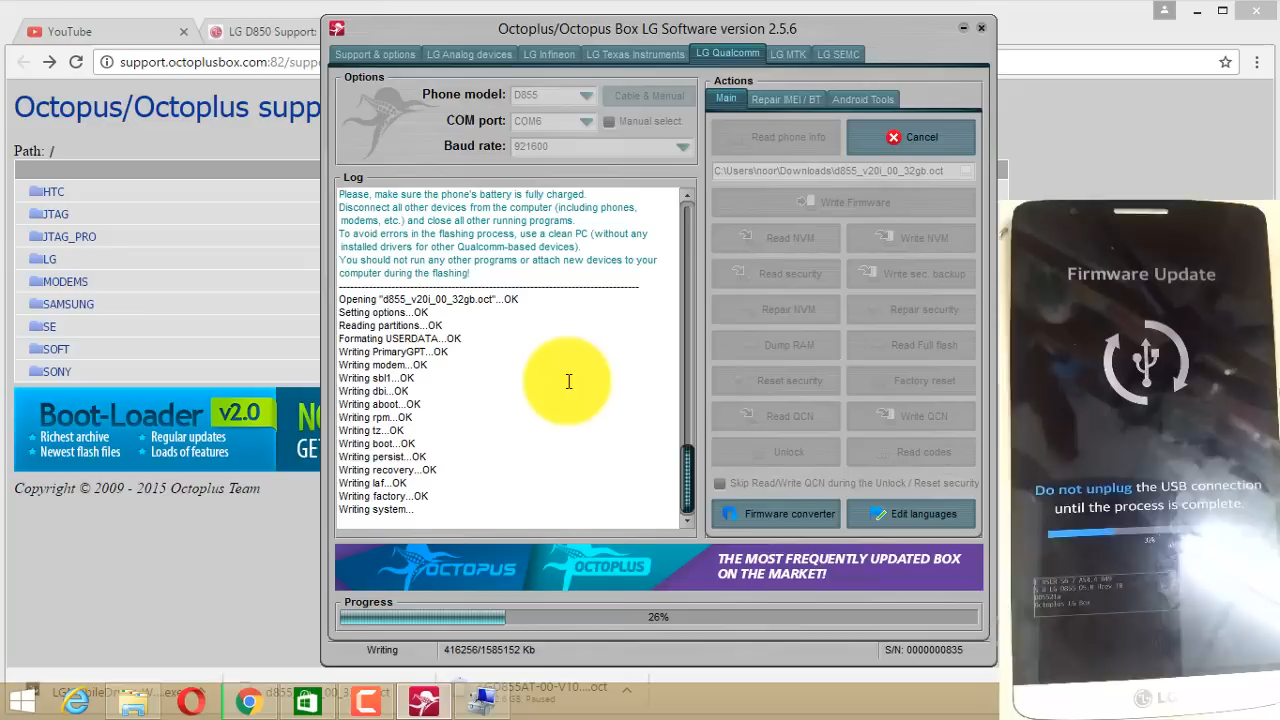 YouTube
LG D850 Support:
support.octoplusbox.com:82/supp
Octopus/Octoplus supp
Path: /
HTC
JTAG
JTAG_PRO
LG
MODEMS
SAMSUNG
SE
SOFT
SONY
Boot-Loader v2.0
Richest archive
Regular updates
Newest flash files
Loads of features
Copyright © 2009 - 2015 Octoplus Team
Octoplus/Octopus Box LG Software version 2.5.6
Support & options
LG Analog devices
LG Infineon
LG Texas Instruments
LG Qualcomm
LG MTK
LG SEMC
Options
Phone model: D855
Cable & Manual
COM port: COM6
Manual select
Baud rate: 921600
Log
Please, make sure the phone's battery is fully charged.
Disconnect all other devices from the computer (including phones,
modems, etc.) and close all other running programs.
To avoid errors in the flashing process, use a clean PC (without any
installed drivers for other Qualcomm-based devices).
You should not run any other programs or attach new devices to your
computer during the flashing!
Opening "d855_v20i_00_32gb.oct"...OK
Setting options...OK
Reading partitions...OK
Formating USERDATA...OK
Writing PrimaryGPT...OK
Writing modem...OK
Writing sbl1...OK
Writing dbi...OK
Writing aboot...OK
Writing rpm...OK
Writing tz...OK
Writing boot...OK
Writing persist...OK
Writing recovery...OK
Writing laf...OK
Writing factory...OK
Writing system...
Actions
Main
Repair IMEI / BT
Android Tools
Read phone info
Cancel
C:\Users\noor\Downloads\d855_v20i_00_32gb.oct
Write Firmware
Read NVM
Write NVM
Read security
Write sec. backup
Repair NVM
Repair security
Dump RAM
Read Full flash
Reset security
Factory reset
Read QCN
Write QCN
Unlock
Read codes
Skip Read/Write QCN during the Unlock / Reset security
Firmware converter
Edit languages
OCTOPUS
OCTOPLUS
THE MOST FREQUENTLY UPDATED BOX
ON THE MARKET!
Progress
26%
Writing
416256/1585152 Kb
S/N: 0000000835
Firmware Update
Do not unplug the USB connection
until the process is complete.
Octoplus LG Box
LG